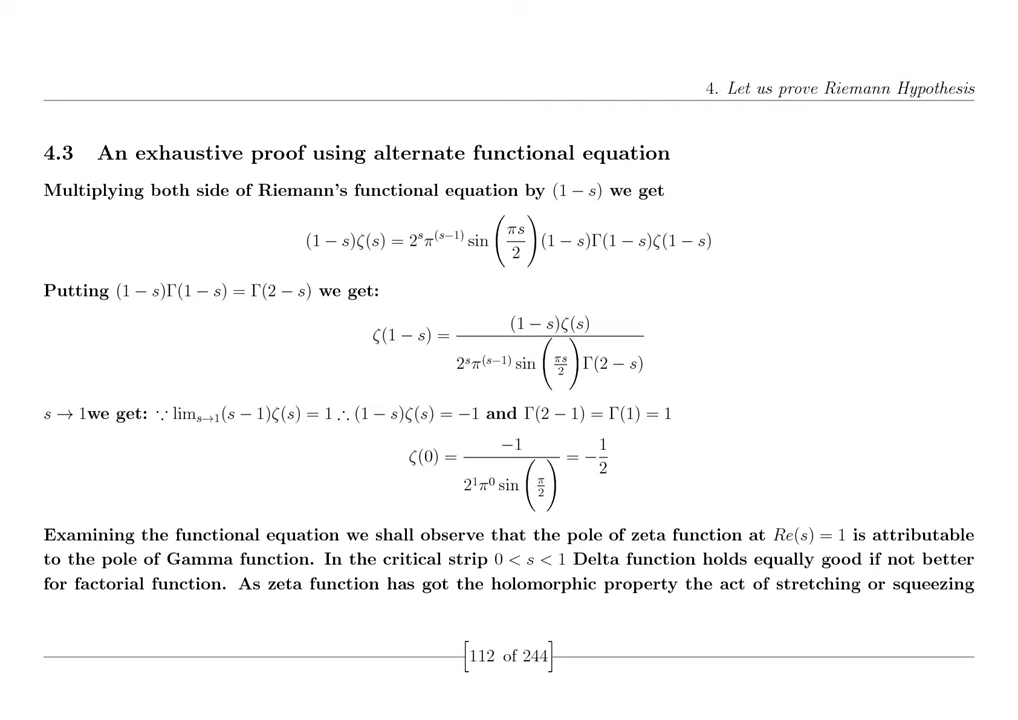 4. Let us prove Riemann Hypothesis
4.3 An exhaustive proof using alternate functional equation
Multiplying both side of Riemann's functional equation by (1 − s) we get
(1 − s)ζ(s) = 2^s π^(s−1) sin(πs/2)(1 − s)Γ(1 − s)ζ(1 − s)
Putting (1 − s)Γ(1 − s) = Γ(2 − s) we get:
ζ(1 − s) = (1 − s)ζ(s) / 2^s π^(s−1) sin(πs/2)Γ(2 − s)
s → 1we get: ∵ lim_{s→1}(s − 1)ζ(s) = 1 ∴ (1 − s)ζ(s) = −1 and Γ(2 − 1) = Γ(1) = 1
ζ(0) = −1 / 2^1 π^0 sin(π/2) = −1/2
Examining the functional equation we shall observe that the pole of zeta function at Re(s) = 1 is attributable
to the pole of Gamma function. In the critical strip 0 < s < 1 Delta function holds equally good if not better
for factorial function. As zeta function has got the holomorphic property the act of stretching or squeezing
[112 of 244]